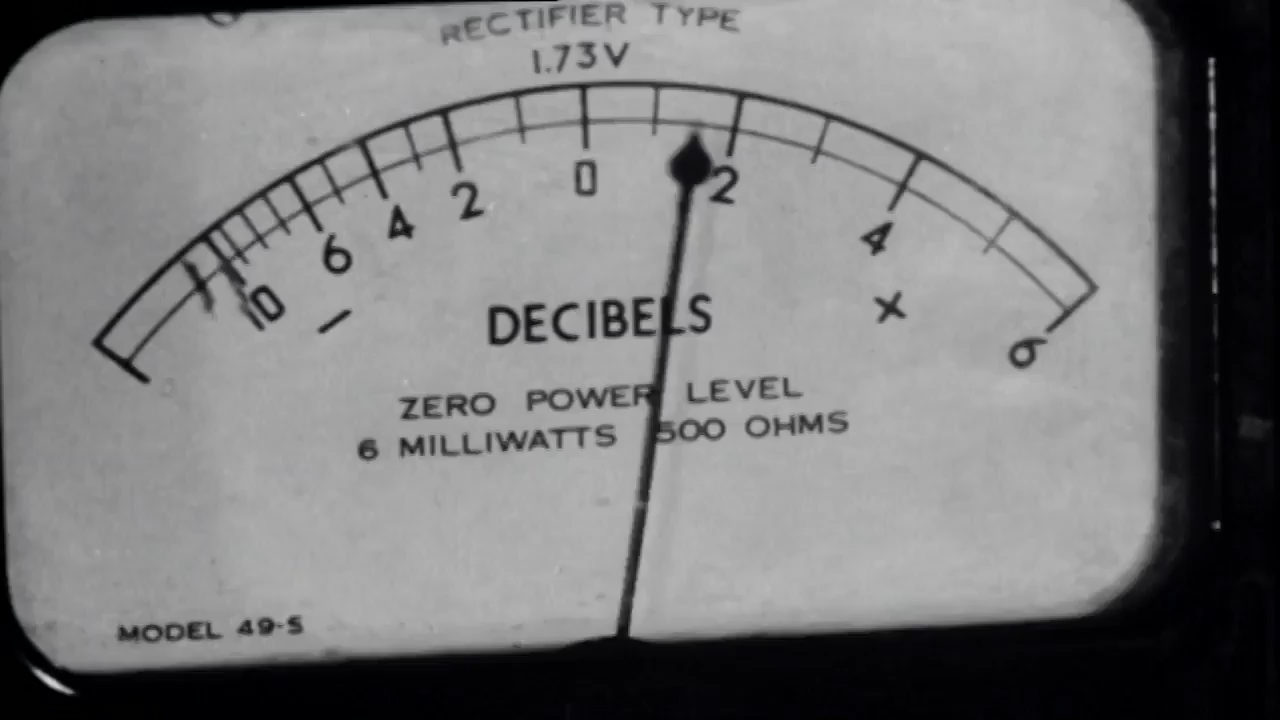 RECTIFIER TYPE
1.73V
10 6 4 2 0 2 4 6
- +
DECIBELS
ZERO POWER LEVEL
6 MILLIWATTS 500 OHMS
MODEL 49-S